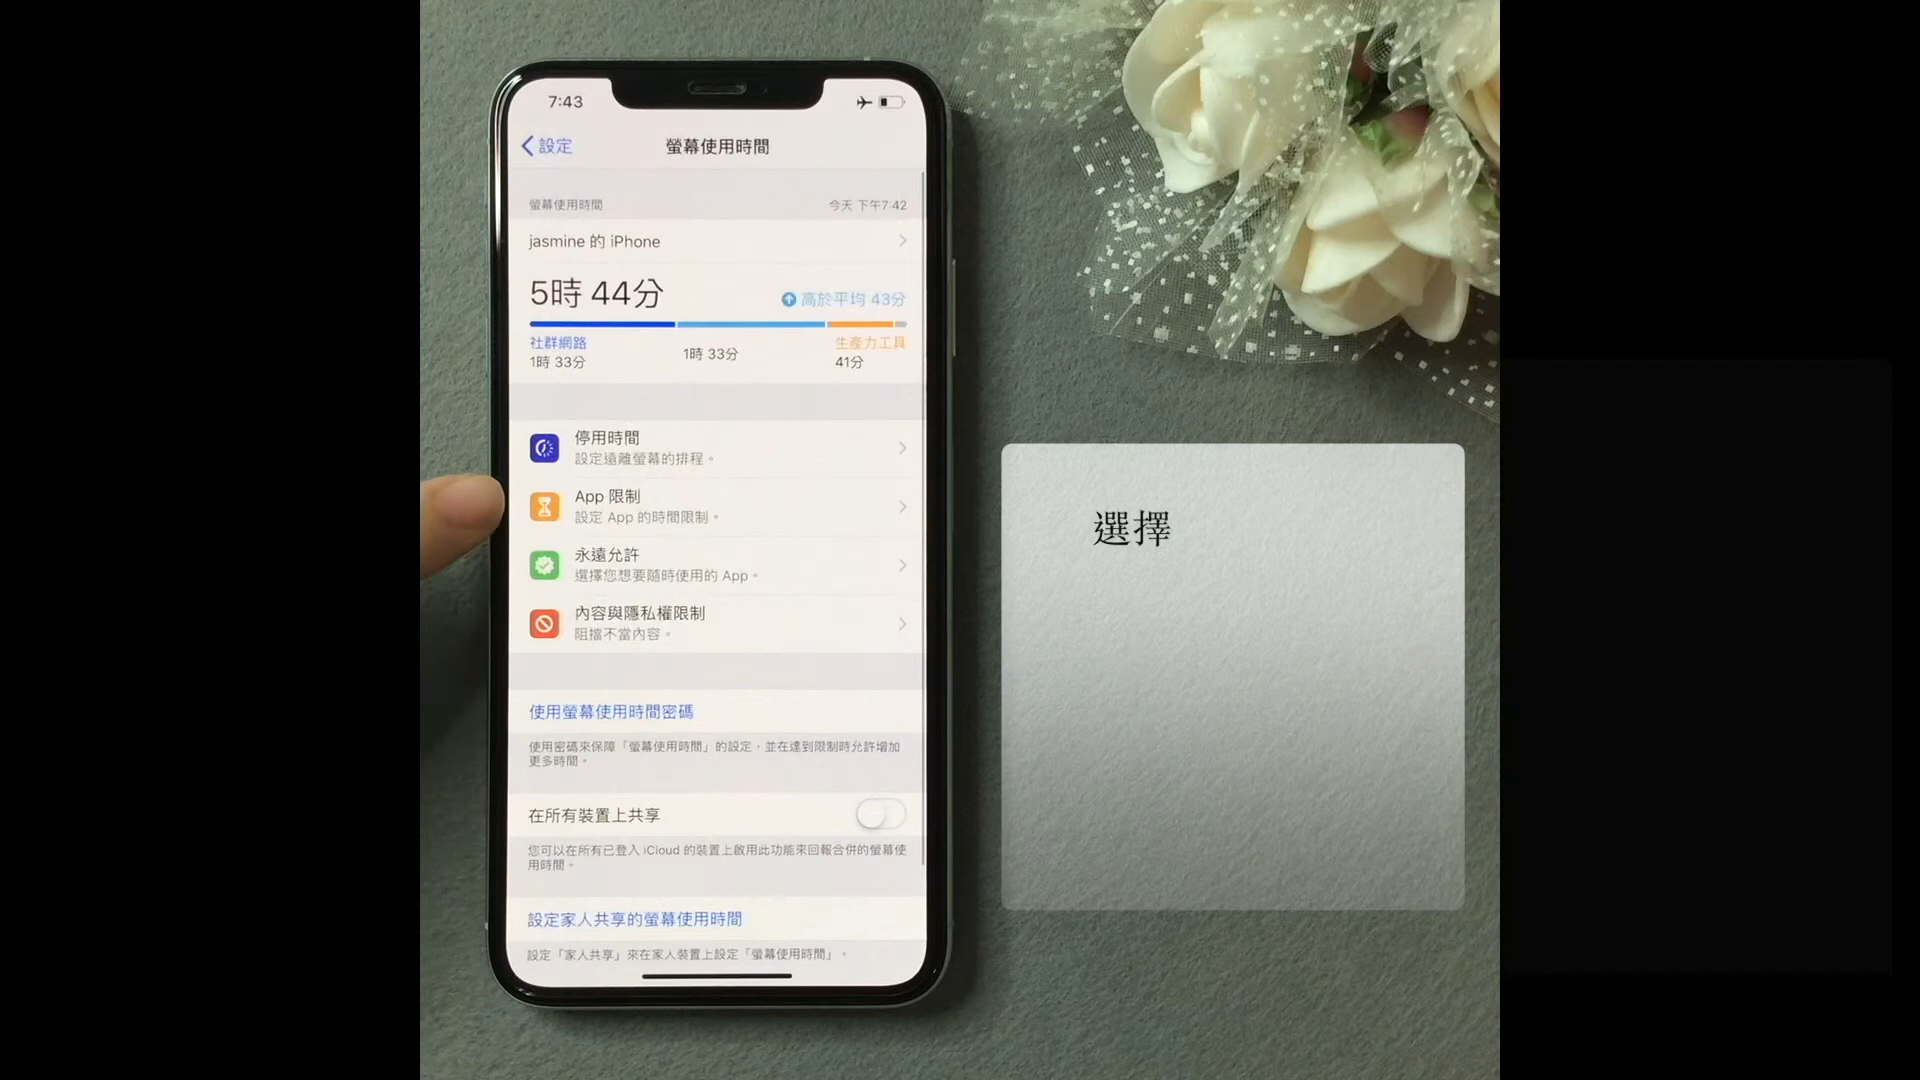 7:43
設定
螢幕使用時間
螢幕使用時間
今天 下午7:42
jasmine 的 iPhone
5時 44分
高於平均 43分
社群網路
1時 33分
1時 33分
生產力工具
41分
停用時間
設定遠離螢幕的排程。
App 限制
設定 App 的時間限制。
永遠允許
選擇您想要隨時使用的 App。
內容與隱私權限制
阻擋不當內容。
使用螢幕使用時間密碼
使用密碼來保障「螢幕使用時間」的設定，並在達到限制時允許增加
更多時間。
在所有裝置上共享
您可以在所有已登入 iCloud 的裝置上啟用此功能來回報合併的螢幕使
用時間。
設定家人共享的螢幕使用時間
設定「家人共享」來在家人裝置上設定「螢幕使用時間」。
選擇